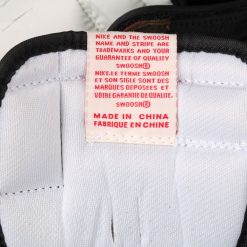 NIKE AND THE SWOOSH
NAME AND STRIPE ARE
TRADEMARKS AND YOUR
GUARANTEE OF QUALITY
SWOOSH®
NIKE.LE TERME SWOOSH
ET SON SIGLE SONT DES
MARQUES DEPOSEES ET
VOTRE GARANTIE DE QUALITE.
SWOOSH®
MADE IN CHINA
FABRIQUE EN CHINE